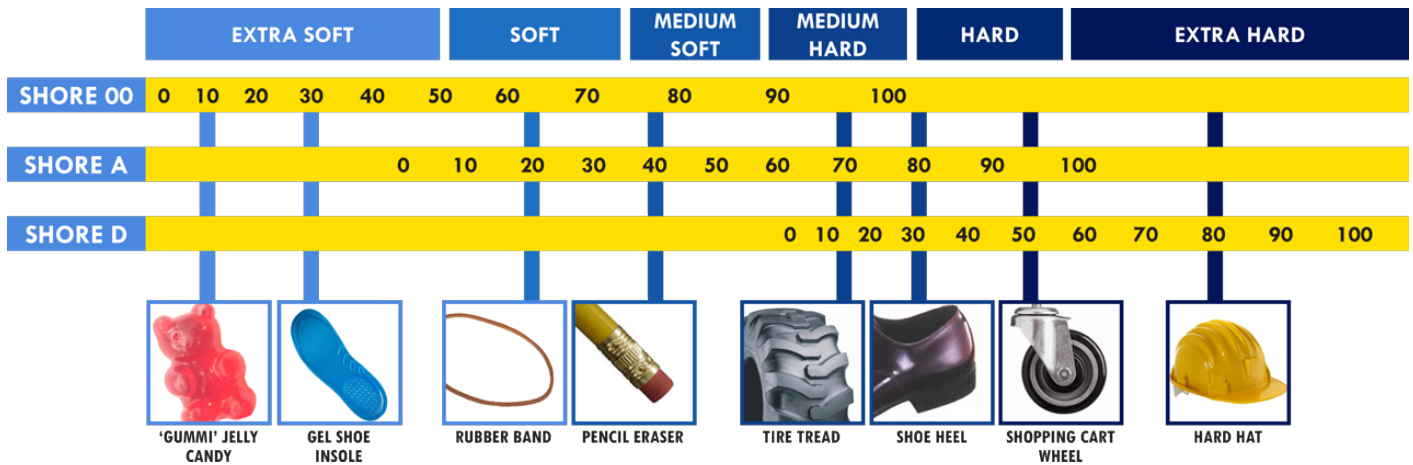 EXTRA SOFT
SOFT
MEDIUM
SOFT
MEDIUM
HARD
HARD
EXTRA HARD
SHORE 00 0 10 20 30 40 50 60 70 80 90 100
SHORE A 0 10 20 30 40 50 60 70 80 90 100
SHORE D 0 10 20 30 40 50 60 70 80 90 100
‘GUMMI’ JELLY
CANDY
GEL SHOE
INSOLE
RUBBER BAND
PENCIL ERASER
TIRE TREAD
SHOE HEEL
SHOPPING CART
WHEEL
HARD HAT